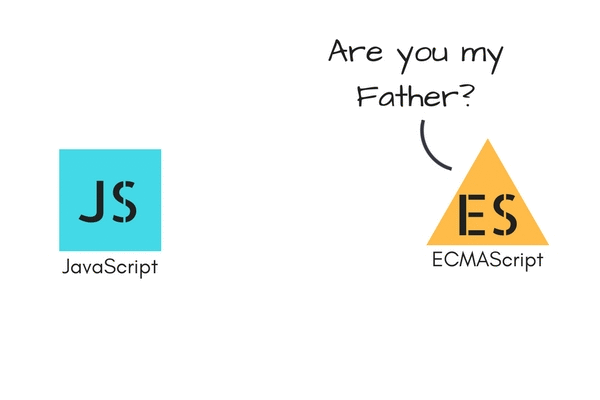 Are you my
Father?
JS
ES
JavaScript
ECMAScript